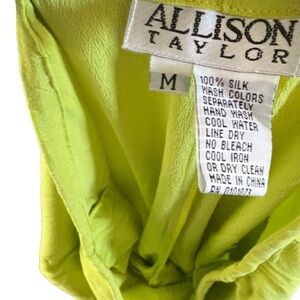 ALLISON
TAYLOR
M
100% SILK
WASH COLORS
SEPARATELY
HAND WASH
COOL WATER
LINE DRY
NO BLEACH
COOL IRON
OR DRY CLEAN
MADE IN CHINA
RN